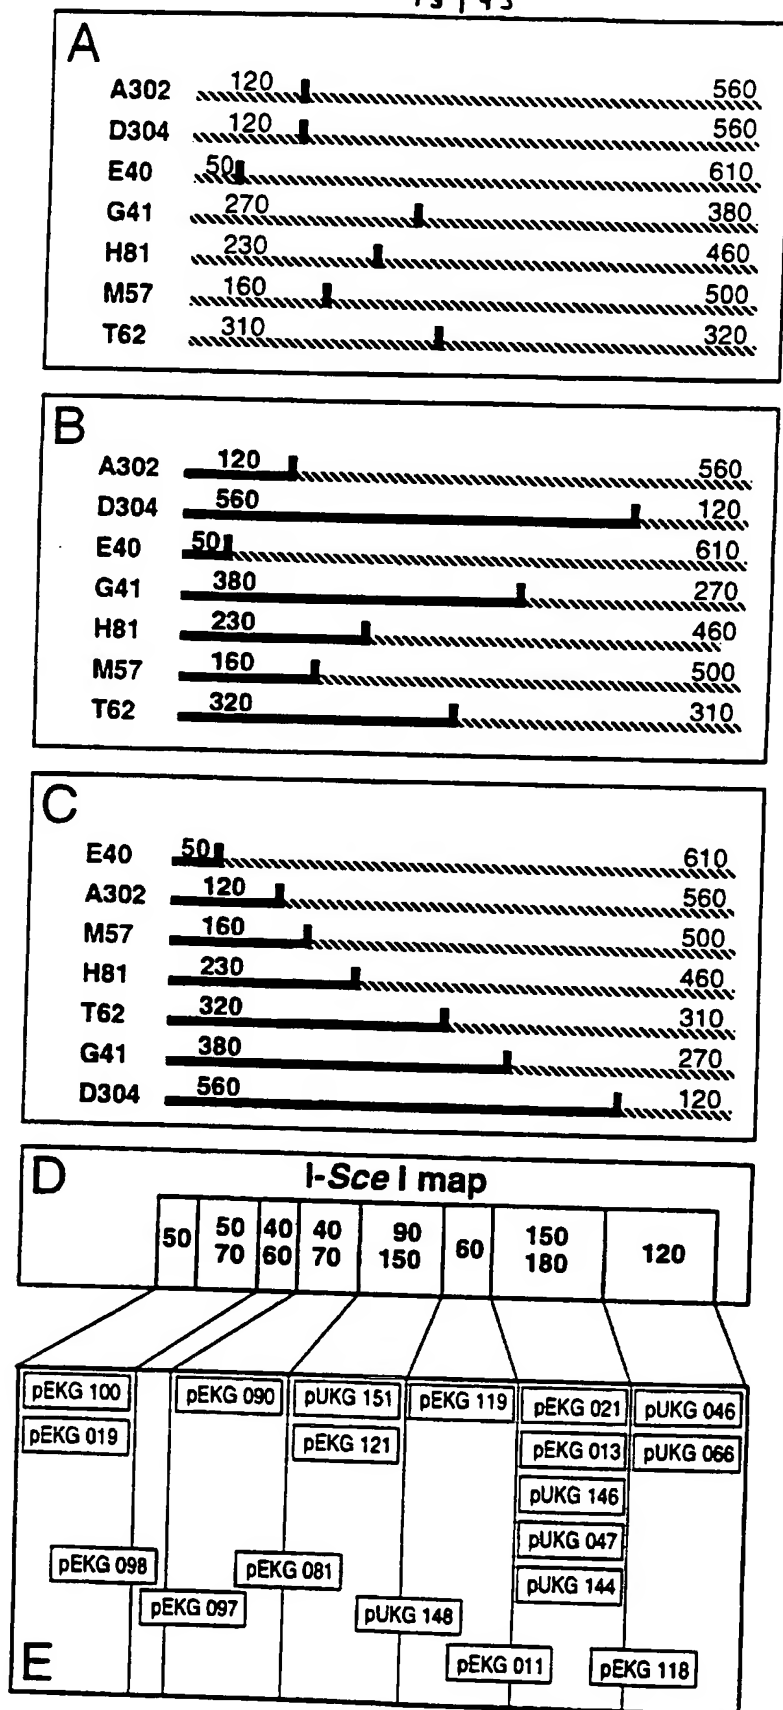 A
A302 120 560
D304 120 560
E40 50 610
G41 270 380
H81 230 460
M57 160 500
T62 310 320
B
A302 120 560
D304 560 120
E40 50 610
G41 380 270
H81 230 460
M57 160 500
T62 320 310
C
E40 50 610
A302 120 560
M57 160 500
H81 230 460
T62 320 310
G41 380 270
D304 560 120
D I-Sce I map
50 50 40 40 90 60 150 120
70 60 70 150 180
pEKG 100 pEKG 090 pUKG 151 pEKG 119 pEKG 021 pUKG 046
pEKG 019 pEKG 121 pEKG 013 pUKG 066
pUKG 146
pUKG 047
pEKG 098 pEKG 081 pUKG 144
pEKG 097 pUKG 148
E pEKG 011 pEKG 118